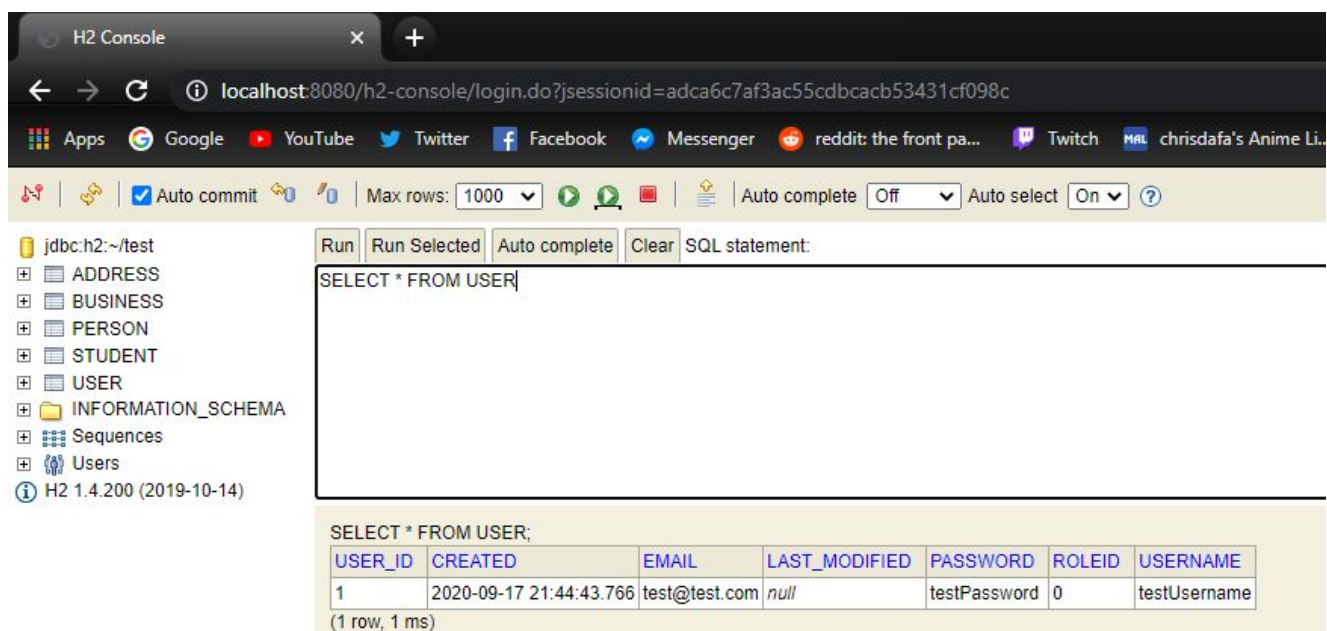 H2 Console
localhost:8080/h2-console/login.do?jsessionid=adca6c7af3ac55cdbcacb53431cf098c
Apps Google YouTube Twitter Facebook Messenger reddit: the front pa... Twitch MAL chrisdafa's Anime Li...
Auto commit Max rows: 1000 Auto complete Off Auto select On
jdbc:h2:~/test
ADDRESS
BUSINESS
PERSON
STUDENT
USER
INFORMATION_SCHEMA
Sequences
Users
H2 1.4.200 (2019-10-14)
Run Run Selected Auto complete Clear SQL statement:
SELECT * FROM USER
SELECT * FROM USER;
USER_ID CREATED EMAIL LAST_MODIFIED PASSWORD ROLEID USERNAME
1 2020-09-17 21:44:43.766 test@test.com null testPassword 0 testUsername
(1 row, 1 ms)